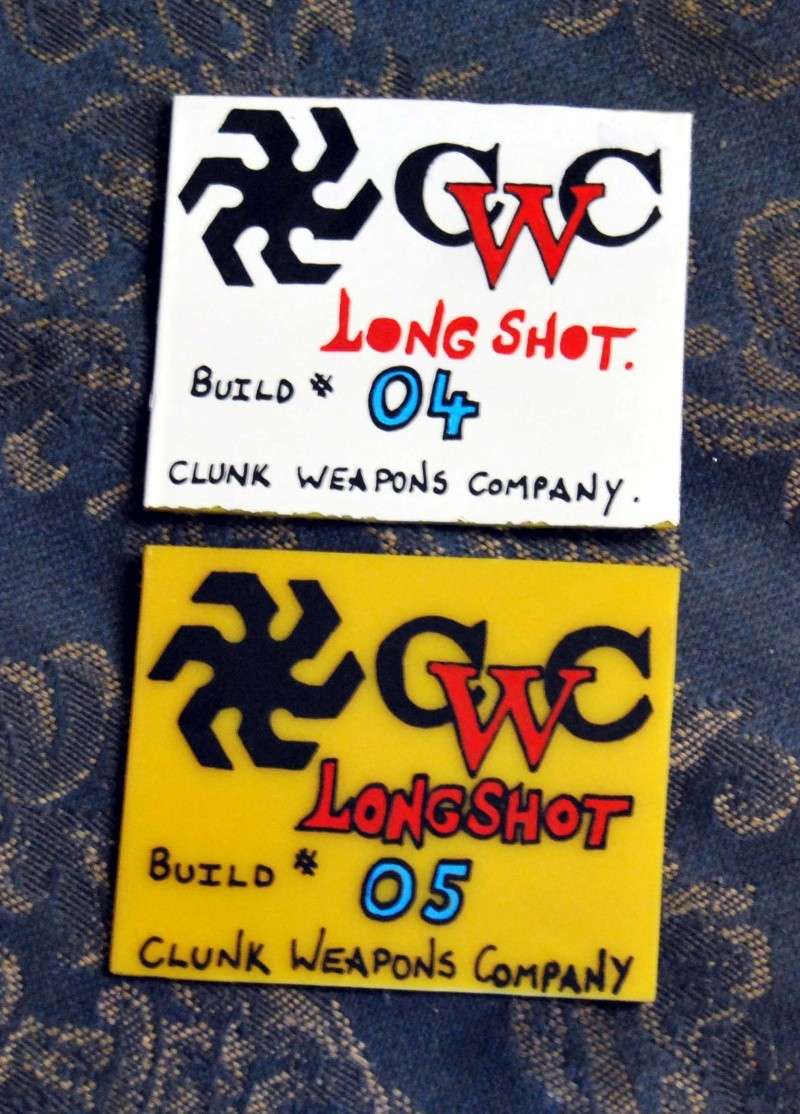 CWC
LONG SHOT.
BUILD # 04
CLUNK WEAPONS COMPANY.
CWC
LONGSHOT
BUILD # 05
CLUNK WEAPONS COMPANY